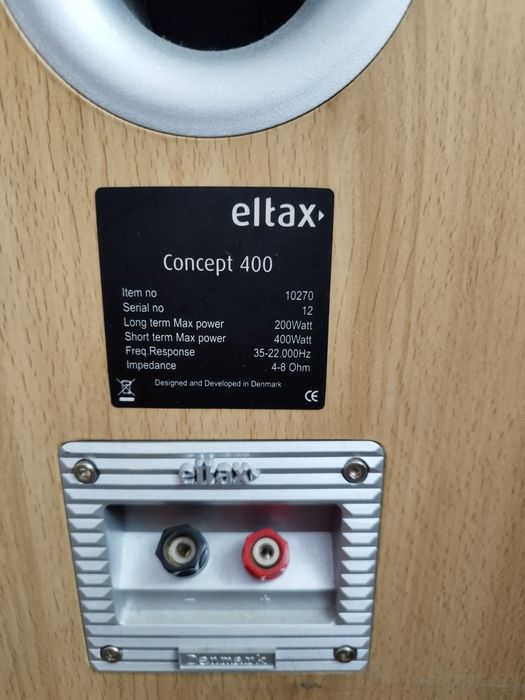 eltax
Concept 400
Item no 10270
Serial no 12
Long term Max power 200Watt
Short term Max power 400Watt
Freq.Response 35-22.000Hz
Impedance 4-8 Ohm
Designed and Developed in Denmark
CE
eltax
- +
Denmark